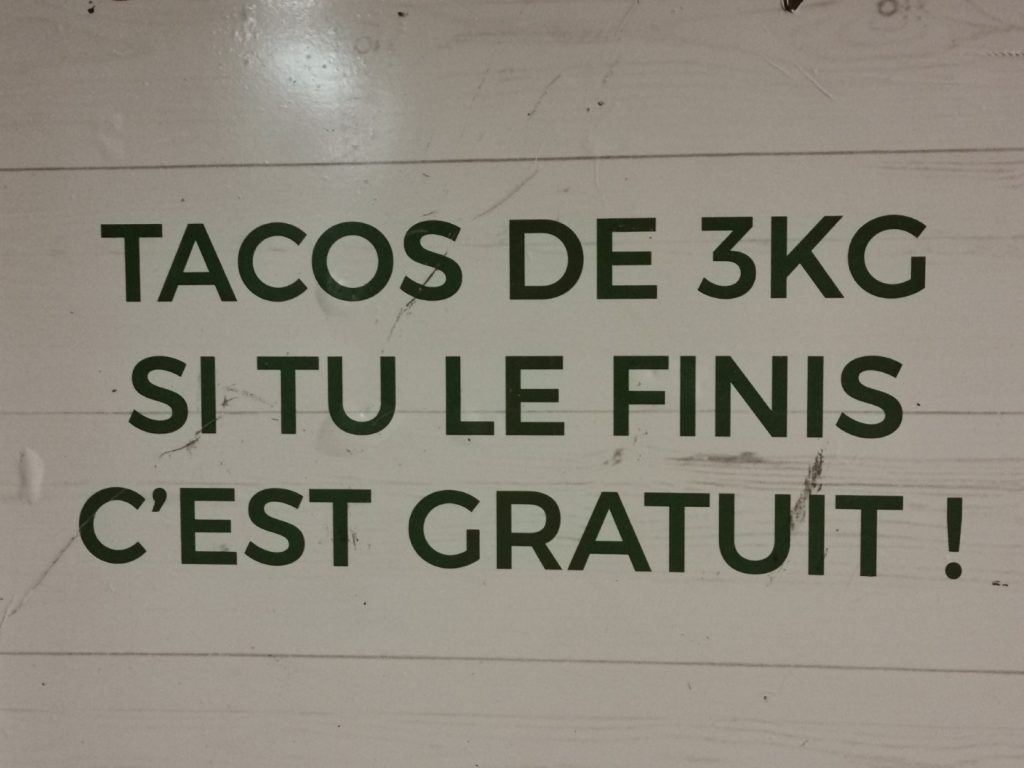 TACOS DE 3KG
SI TU LE FINIS
C'EST GRATUIT !